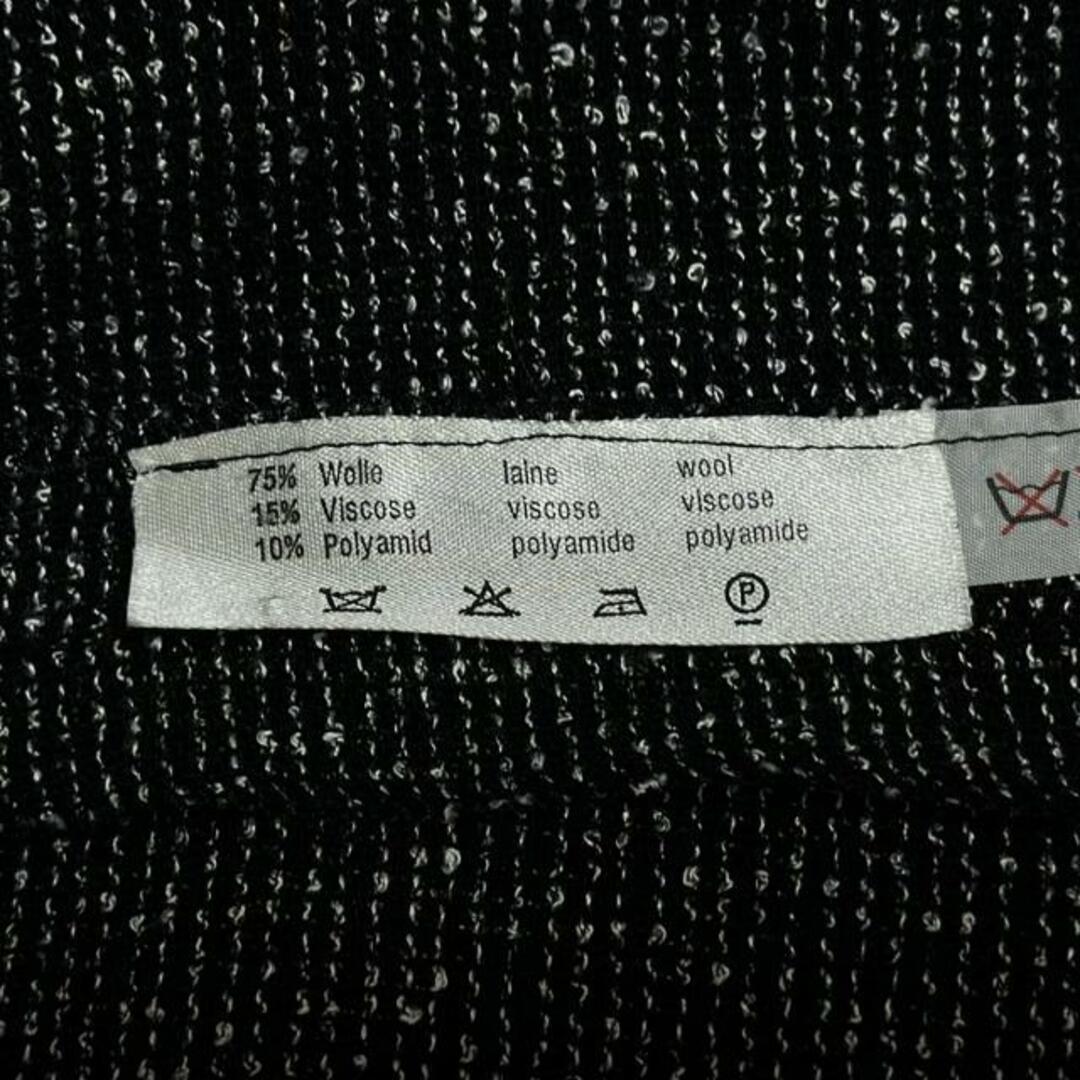 75% Wolle laine wool
15% Viscose viscose viscose
10% Polyamid polyamide polyamide
P